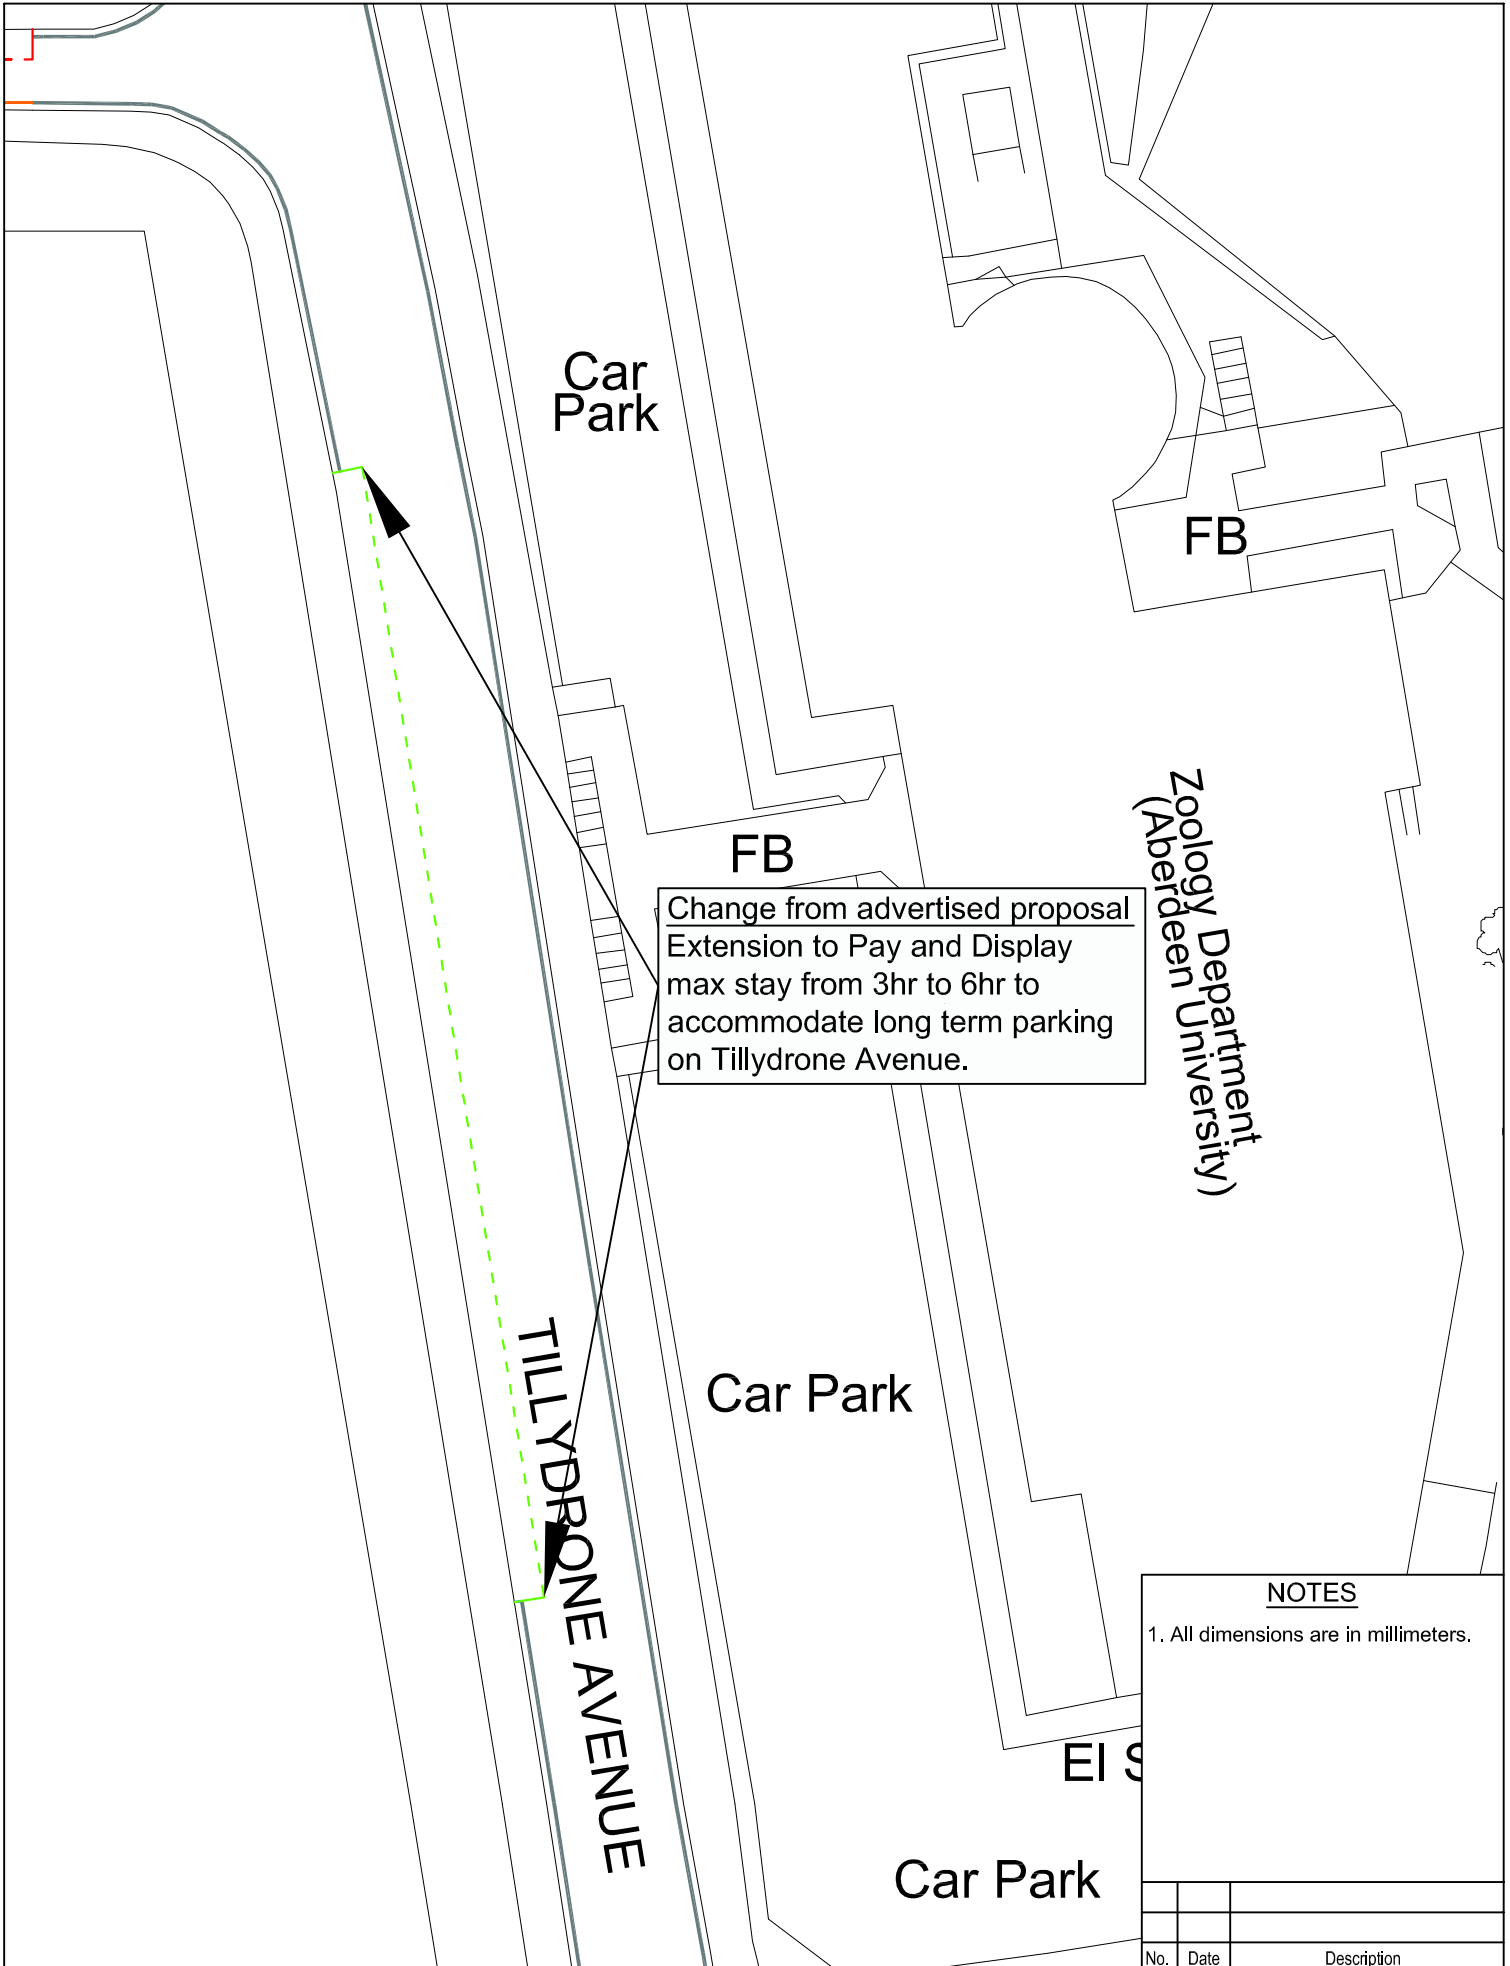 Car
Park
FB
FB
Zoology Department
(Aberdeen University)
Change from advertised proposal
Extension to Pay and Display
max stay from 3hr to 6hr to
accommodate long term parking
on Tillydrone Avenue.
TILLYDRONE AVENUE
Car Park
NOTES
1. All dimensions are in millimeters.
El S
Car Park
No. Date Description